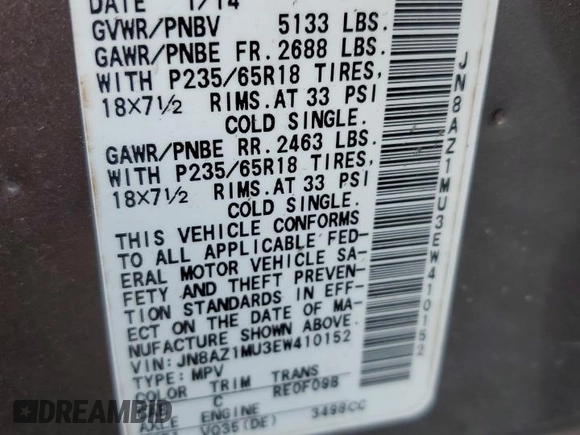 DATE 1/14
GVWR/PNBV 5133 LBS.
GAWR/PNBE FR. 2688 LBS.
WITH P235/65R18 TIRES,
18X7½ RIMS. AT 33 PSI
COLD SINGLE.
GAWR/PNBE RR. 2463 LBS.
WITH P235/65R18 TIRES,
18X7½ RIMS. AT 33 PSI
COLD SINGLE.
THIS VEHICLE CONFORMS
TO ALL APPLICABLE FED-
ERAL MOTOR VEHICLE SA-
FETY AND THEFT PREVEN-
TION STANDARDS IN EFF-
ECT ON THE DATE OF MA-
NUFACTURE SHOWN ABOVE.
VIN: JN8AZ1MU3EW410152
TYPE: MPV
COLOR TRIM TRANS
C RE0F09B
AXLE ENGINE
VQ35(DE) 3498CC
JN8AZ1MU3EW410152
FREEDOM
AUTO AUCTION